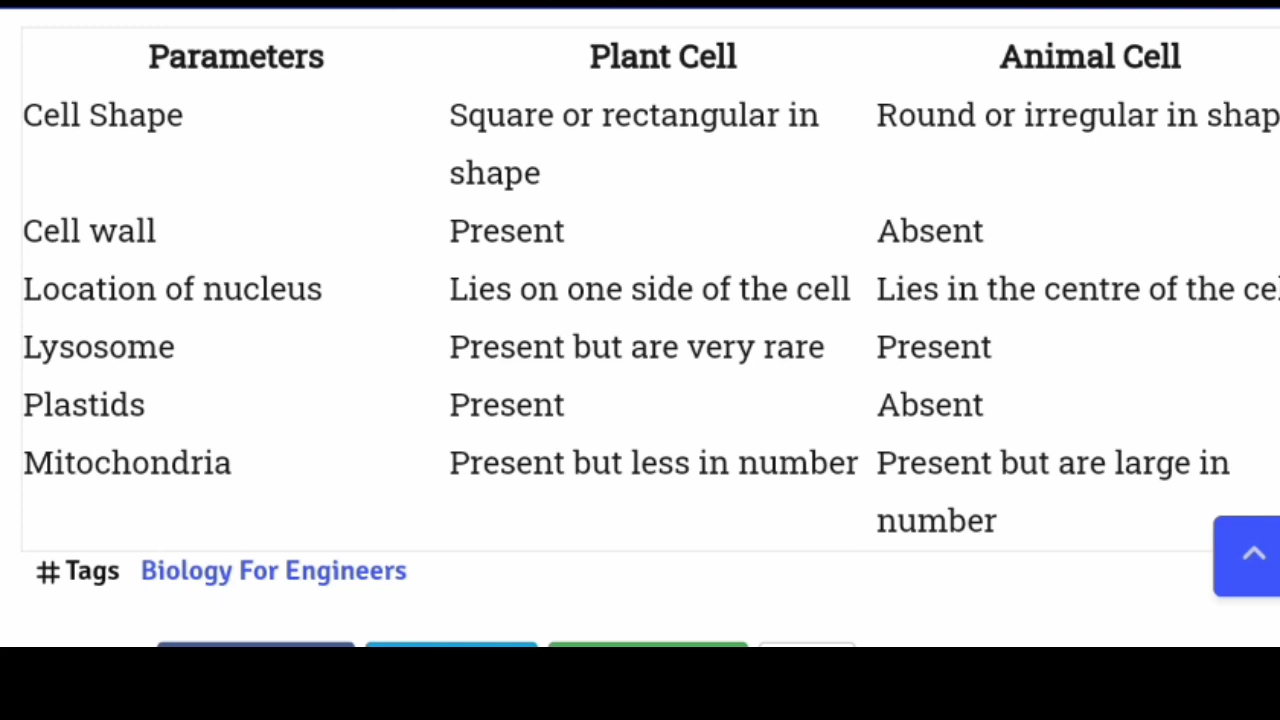 Parameters Plant Cell Animal Cell
Cell Shape Square or rectangular in Round or irregular in shap
shape
Cell wall Present Absent
Location of nucleus Lies on one side of the cell Lies in the centre of the cel
Lysosome Present but are very rare Present
Plastids Present Absent
Mitochondria Present but less in number Present but are large in
number
# Tags Biology For Engineers